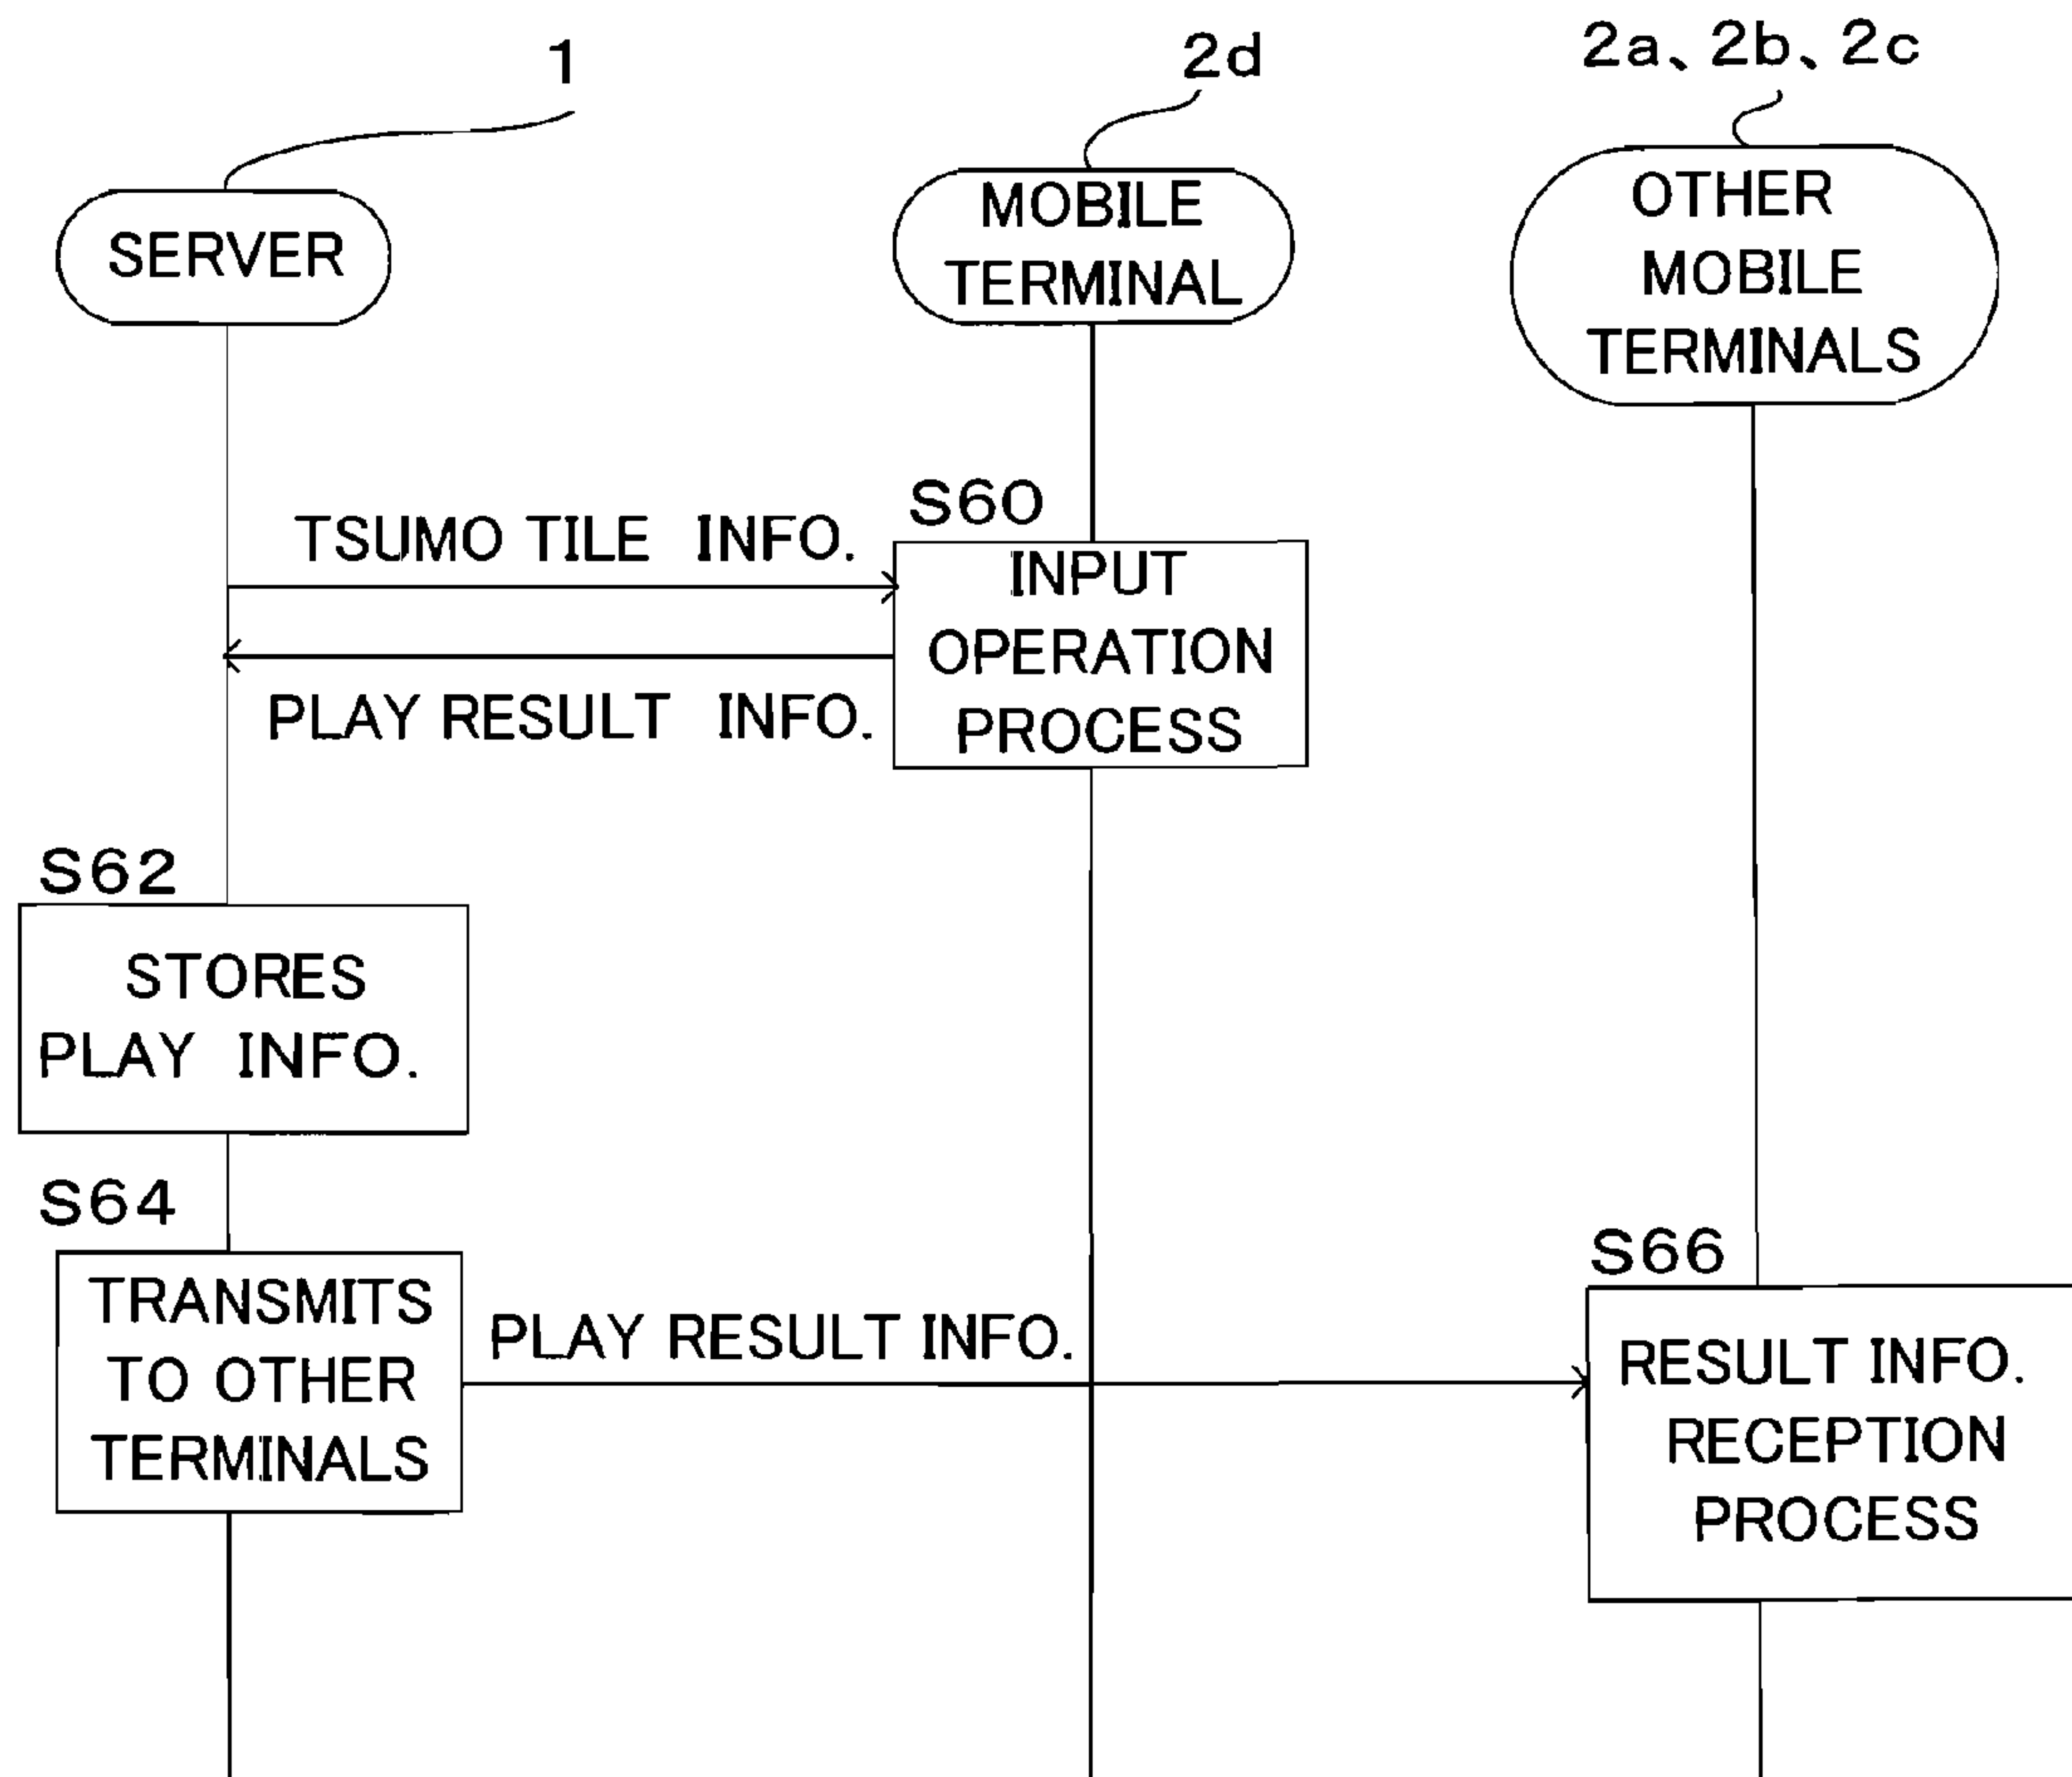 1
2d
2a、2b、2c
SERVER
MOBILE
TERMINAL
OTHER
MOBILE
TERMINALS
S60
TSUMO TILE INFO.
INPUT
OPERATION
PROCESS
PLAY RESULT INFO.
S62
STORES
PLAY INFO.
S64
TRANSMITS
TO OTHER
TERMINALS
PLAY RESULT INFO.
S66
RESULT INFO.
RECEPTION
PROCESS